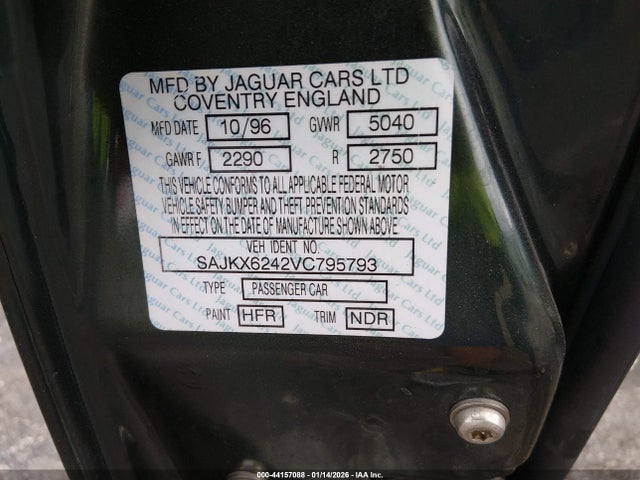 MFD BY JAGUAR CARS LTD
COVENTRY ENGLAND
MFD DATE 10/96 GVWR 5040
GAWR F 2290 R 2750
THIS VEHICLE CONFORMS TO ALL APPLICABLE FEDERAL MOTOR
VEHICLE SAFETY BUMPER AND THEFT PREVENTION STANDARDS
IN EFFECT ON THE DATE OF MANUFACTURE SHOWN ABOVE
VEH IDENT NO.
SAJKX6242VC795793
TYPE PASSENGER CAR
PAINT HFR TRIM NDR
000-44157088 - 01/14/2026 - IAA Inc.